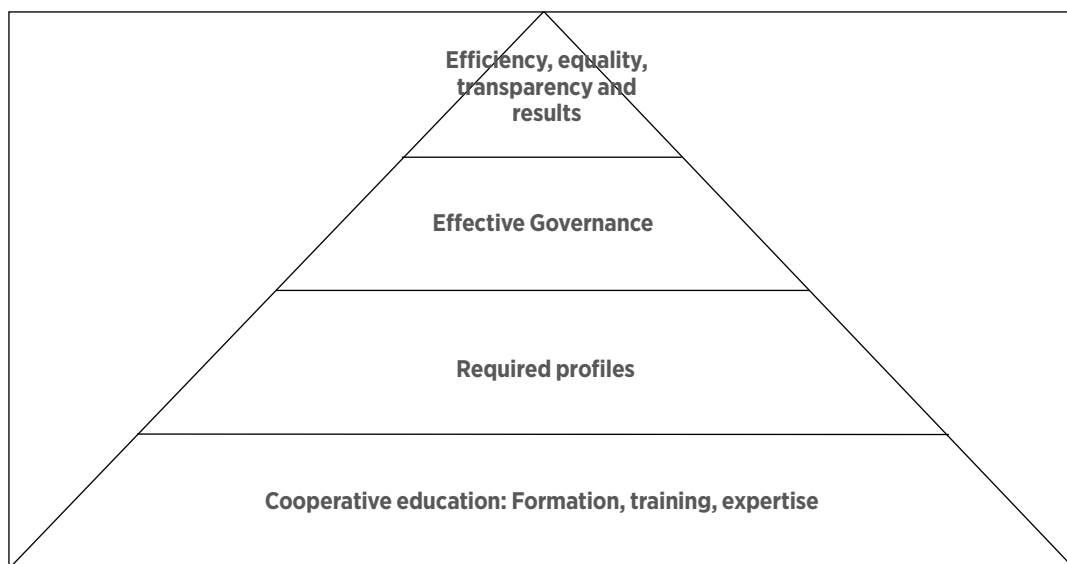 Efficiency, equality,
transparency and
results
Effective Governance
Required profiles
Cooperative education: Formation, training, expertise